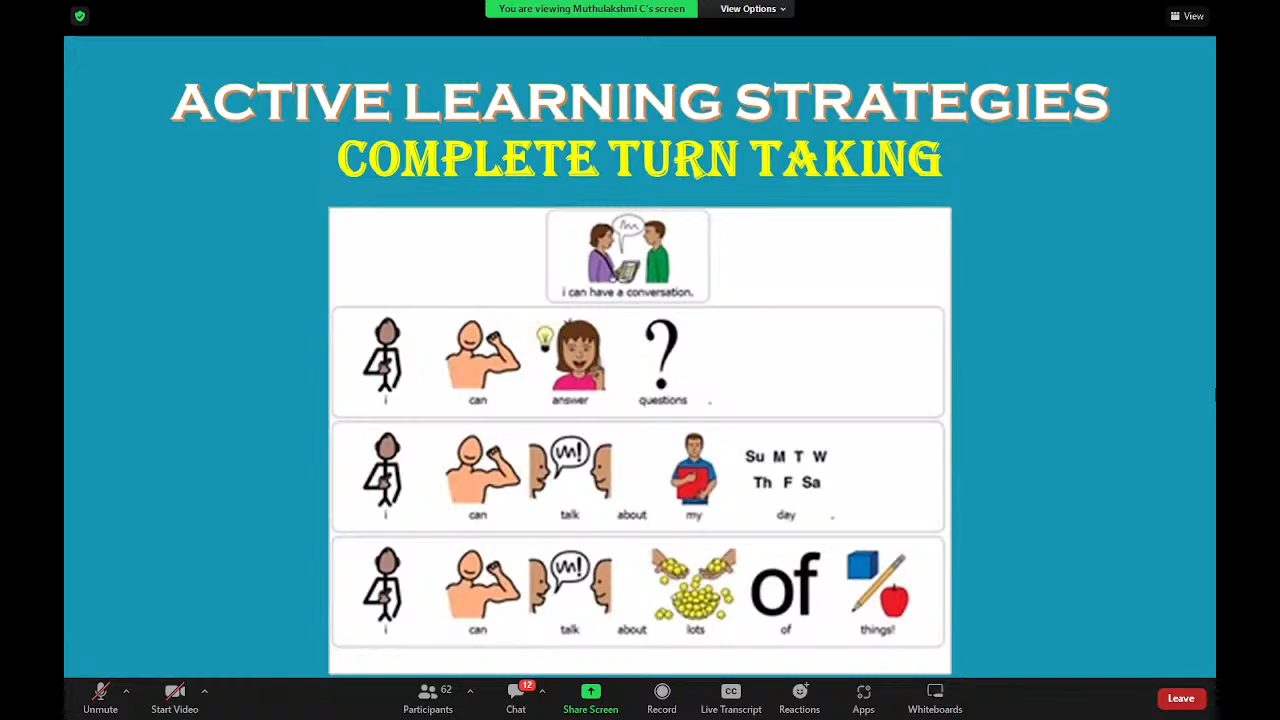 You are viewing Muthulakshmi C's screen
View Options
View
ACTIVE LEARNING STRATEGIES
COMPLETE TURN TAKING
i can have a conversation.
?
i can answer questions .
m!
Su M T W
Th F Sa
i can talk about my day .
m!
of
i can talk about lots of things!
Unmute
Start Video
62
Participants
12
Chat
Share Screen
Record
CC
Live Transcript
Reactions
Apps
Whiteboards
Leave